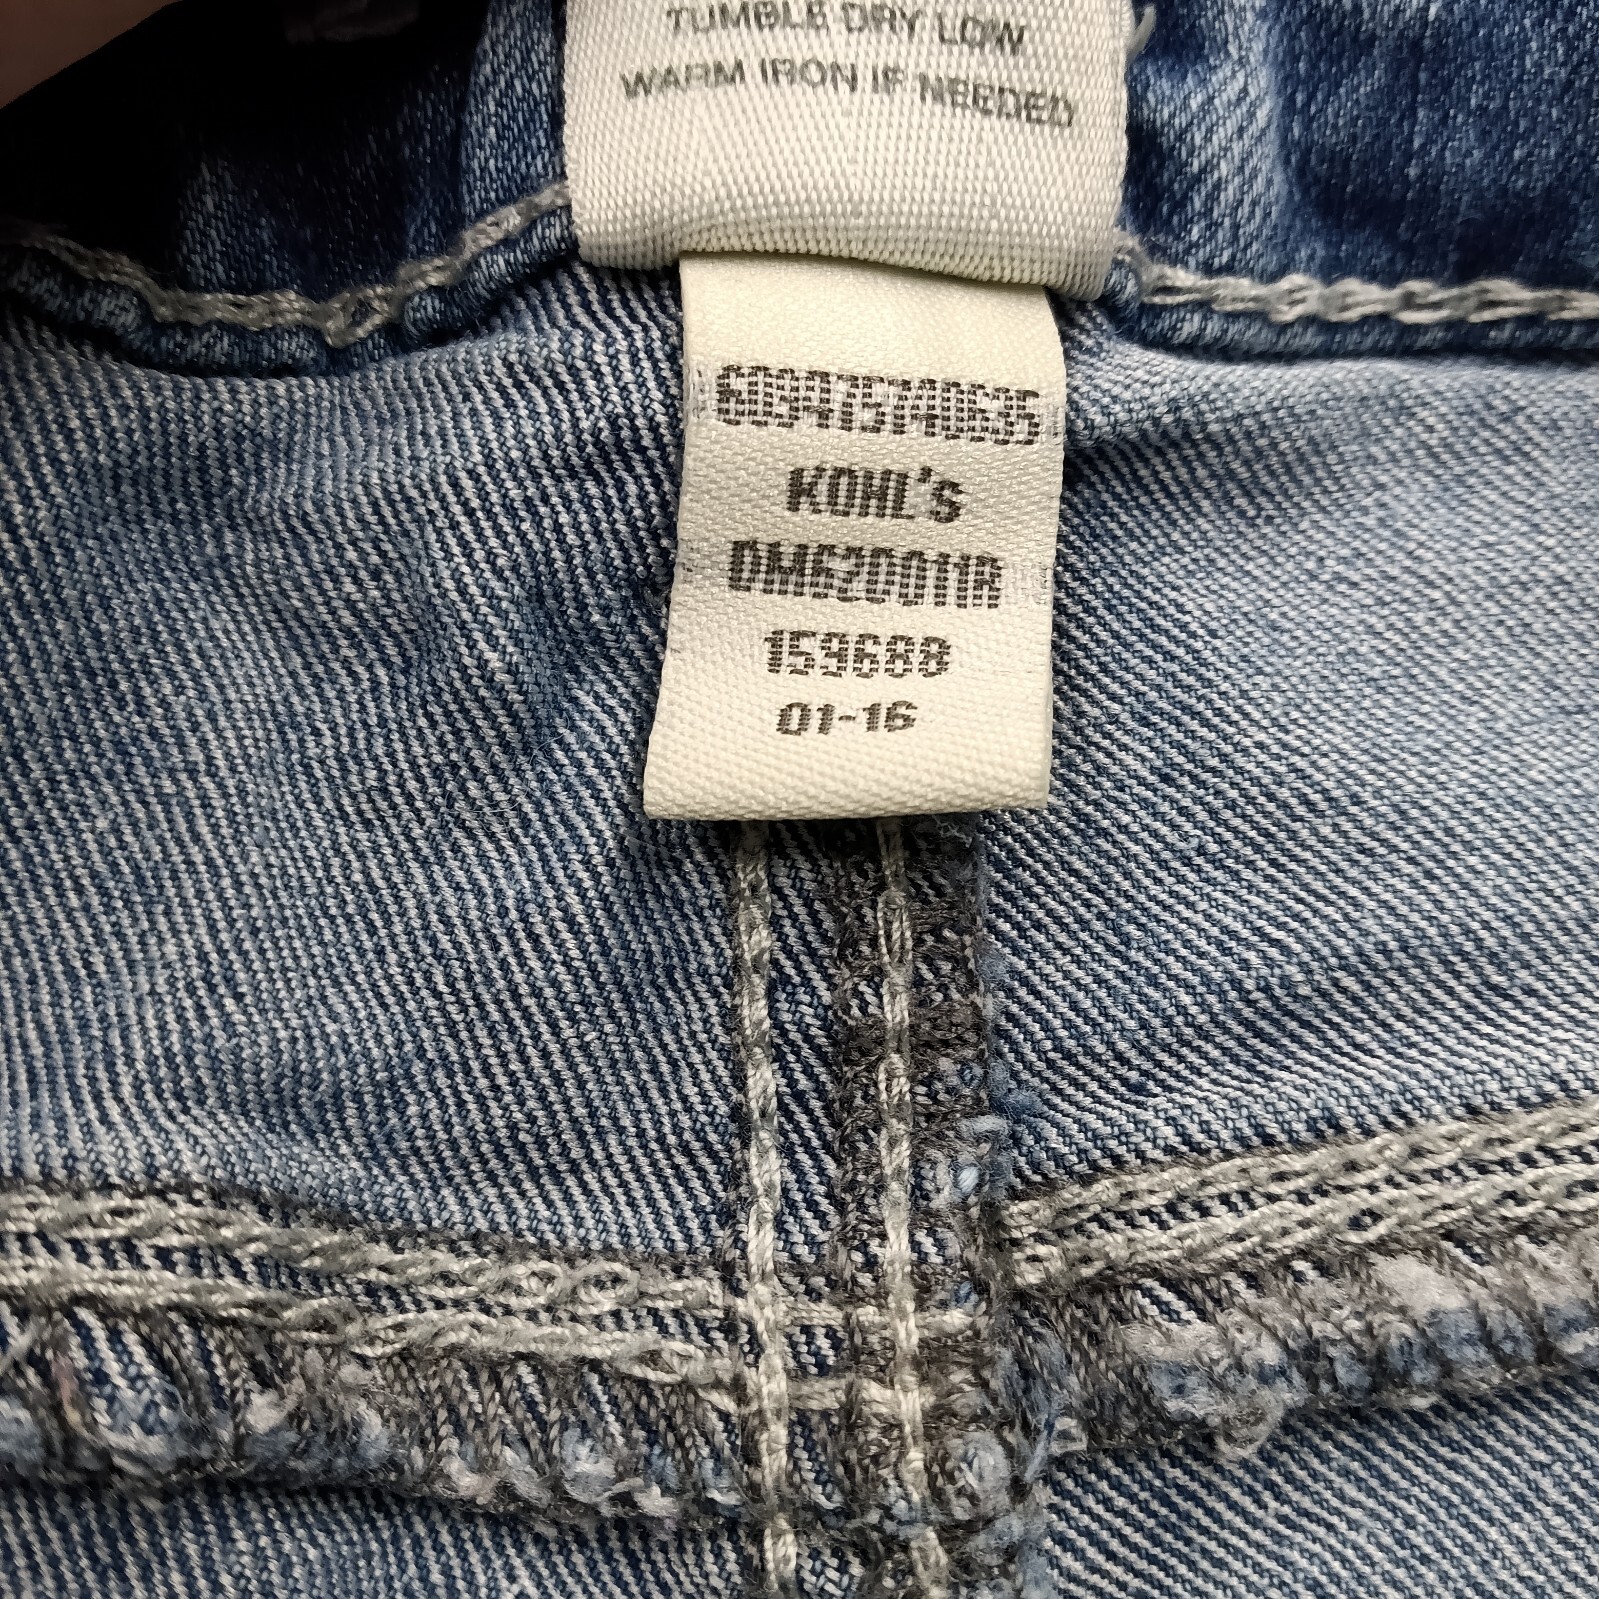 TUMBLE DRY LOW
WARM IRON IF NEEDED
KOHL'S
159688
01-16